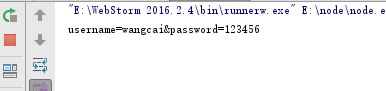 "E:\WebStorm 2016.2.4\bin\runnerw.exe" E:\node\node.e
username=wangcai&password=123456